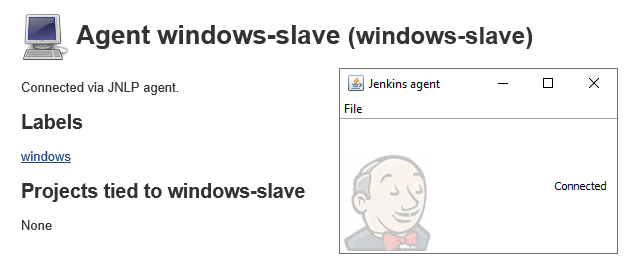 Agent windows-slave (windows-slave)
Connected via JNLP agent.
Labels
windows
Projects tied to windows-slave
None
Jenkins agent
File
Connected